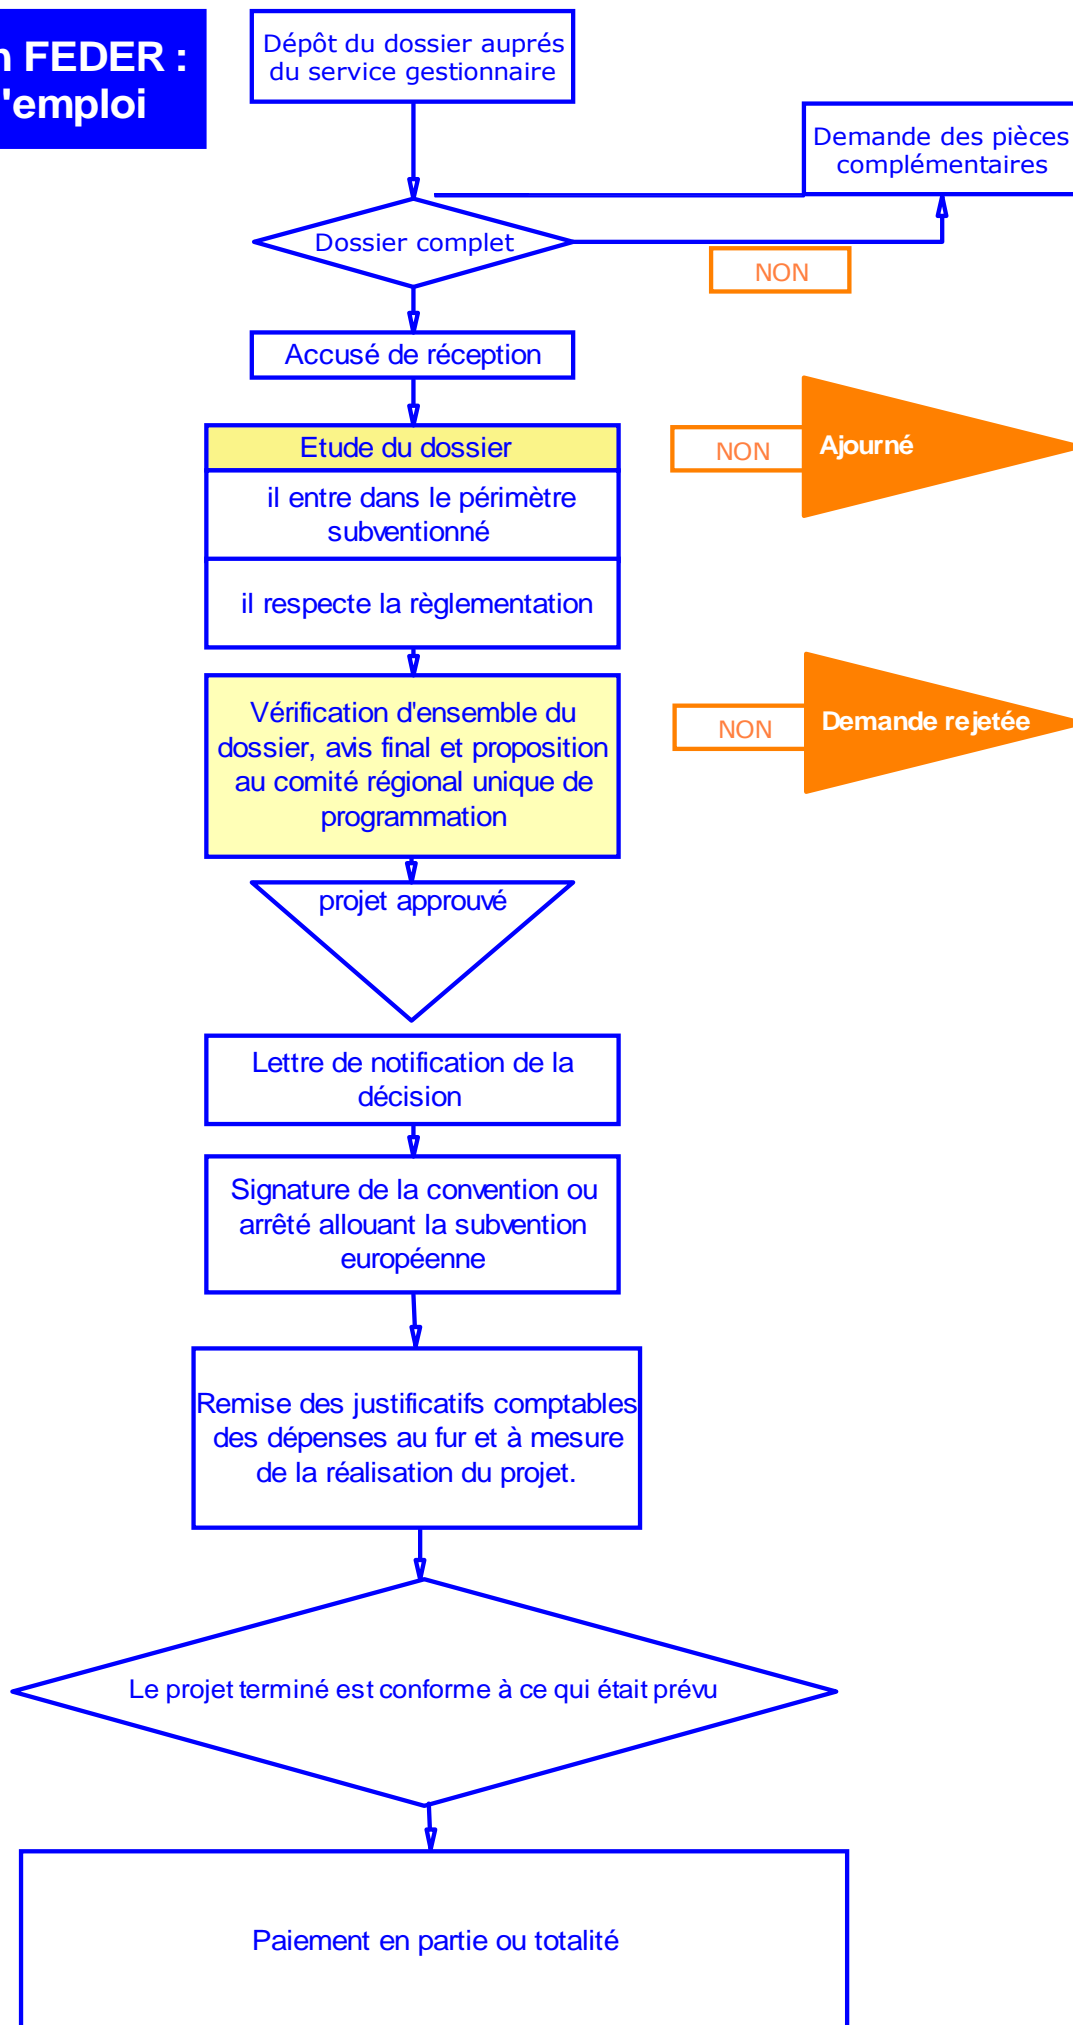 n FEDER :
'emploi
Dépôt du dossier auprés
du service gestionnaire
Demande des pièces
complémentaires
Dossier complet
NON
Accusé de réception
Etude du dossier
NON
Ajourné
il entre dans le périmètre
subventionné
il respecte la règlementation
Vérification d'ensemble du
dossier, avis final et proposition
au comité régional unique de
programmation
NON
Demande rejetée
projet approuvé
Lettre de notification de la
décision
Signature de la convention ou
arrêté allouant la subvention
européenne
Remise des justificatifs comptables
des dépenses au fur et à mesure
de la réalisation du projet.
Le projet terminé est conforme à ce qui était prévu
Paiement en partie ou totalité